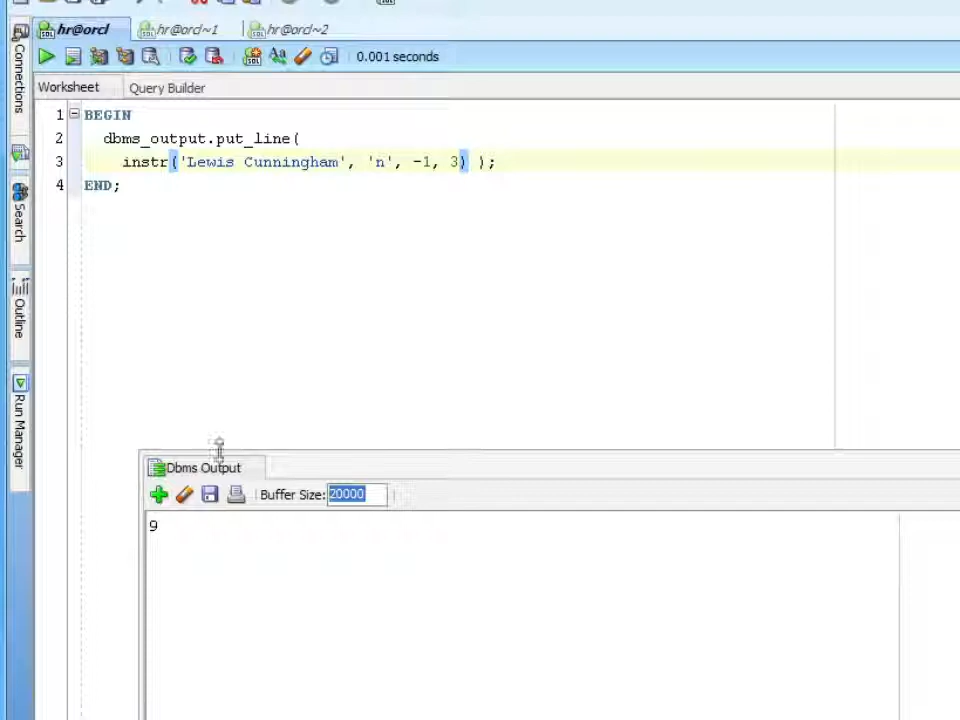 hr@orcl hr@orcl~1 hr@orcl~2
0.001 seconds
Worksheet Query Builder
1 BEGIN
2 dbms_output.put_line(
3 instr('Lewis Cunningham', 'n', -1, 3) );
4 END;
Connections
Search
Outline
Run Manager
Dbms Output
Buffer Size: 20000
9